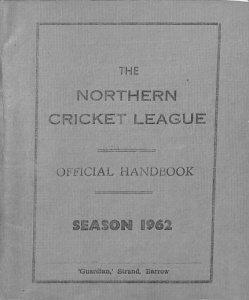 THE
NORTHERN
CRICKET LEAGUE
OFFICIAL HANDBOOK
SEASON 1962
'Guardian,' Strand, Barrow